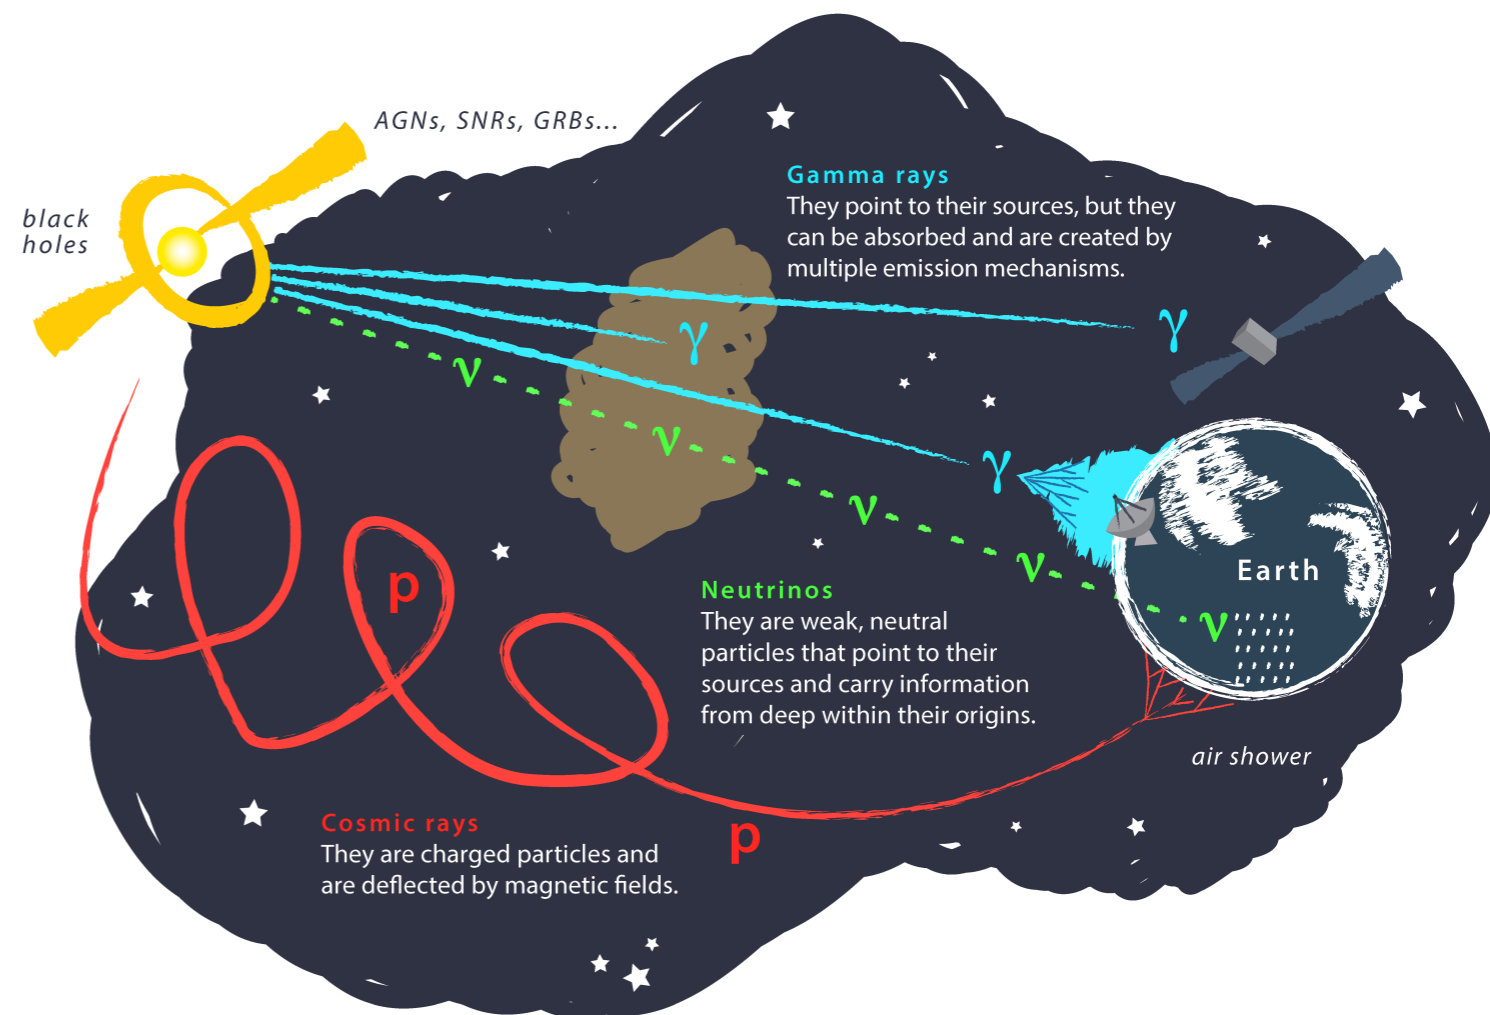 AGNs, SNRs, GRBs...
black
holes
Gamma rays
They point to their sources, but they
can be absorbed and are created by
multiple emission mechanisms.
γ
γ
ν
ν
γ
ν
ν
Earth
p
Neutrinos
They are weak, neutral
particles that point to their
sources and carry information
from deep within their origins.
ν
air shower
Cosmic rays
They are charged particles and
are deflected by magnetic fields.
p